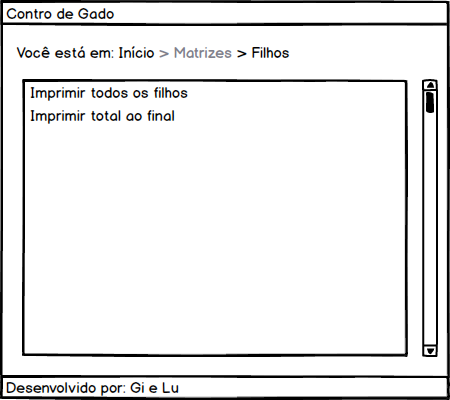 Contro de Gado
Você está em: Início > Matrizes > Filhos
Imprimir todos os filhos
Imprimir total ao final
Desenvolvido por: Gi e Lu